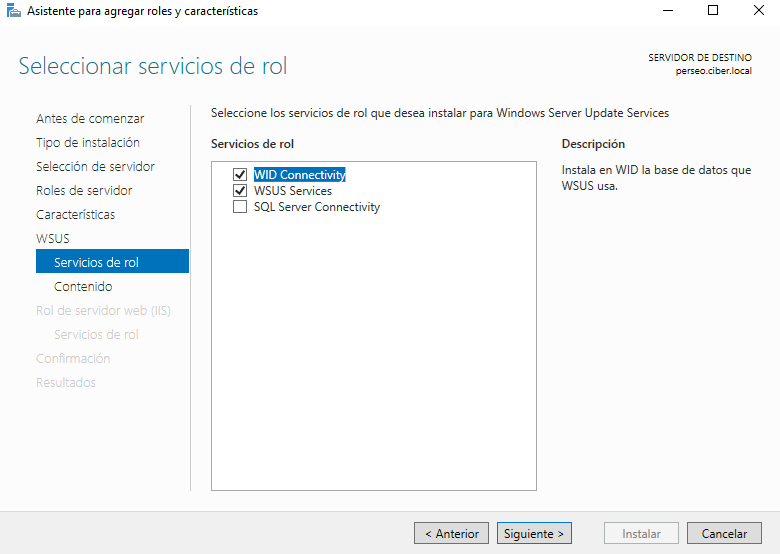 Asistente para agregar roles y características
Seleccionar servicios de rol
SERVIDOR DE DESTINO
perseo.ciber.local
Antes de comenzar
Tipo de instalación
Selección de servidor
Roles de servidor
Características
WSUS
Servicios de rol
Contenido
Rol de servidor web (IIS)
Servicios de rol
Confirmación
Resultados
Seleccione los servicios de rol que desea instalar para Windows Server Update Services
Servicios de rol
WID Connectivity
WSUS Services
SQL Server Connectivity
Descripción
Instala en WID la base de datos que
WSUS usa.
< Anterior
Siguiente >
Instalar
Cancelar